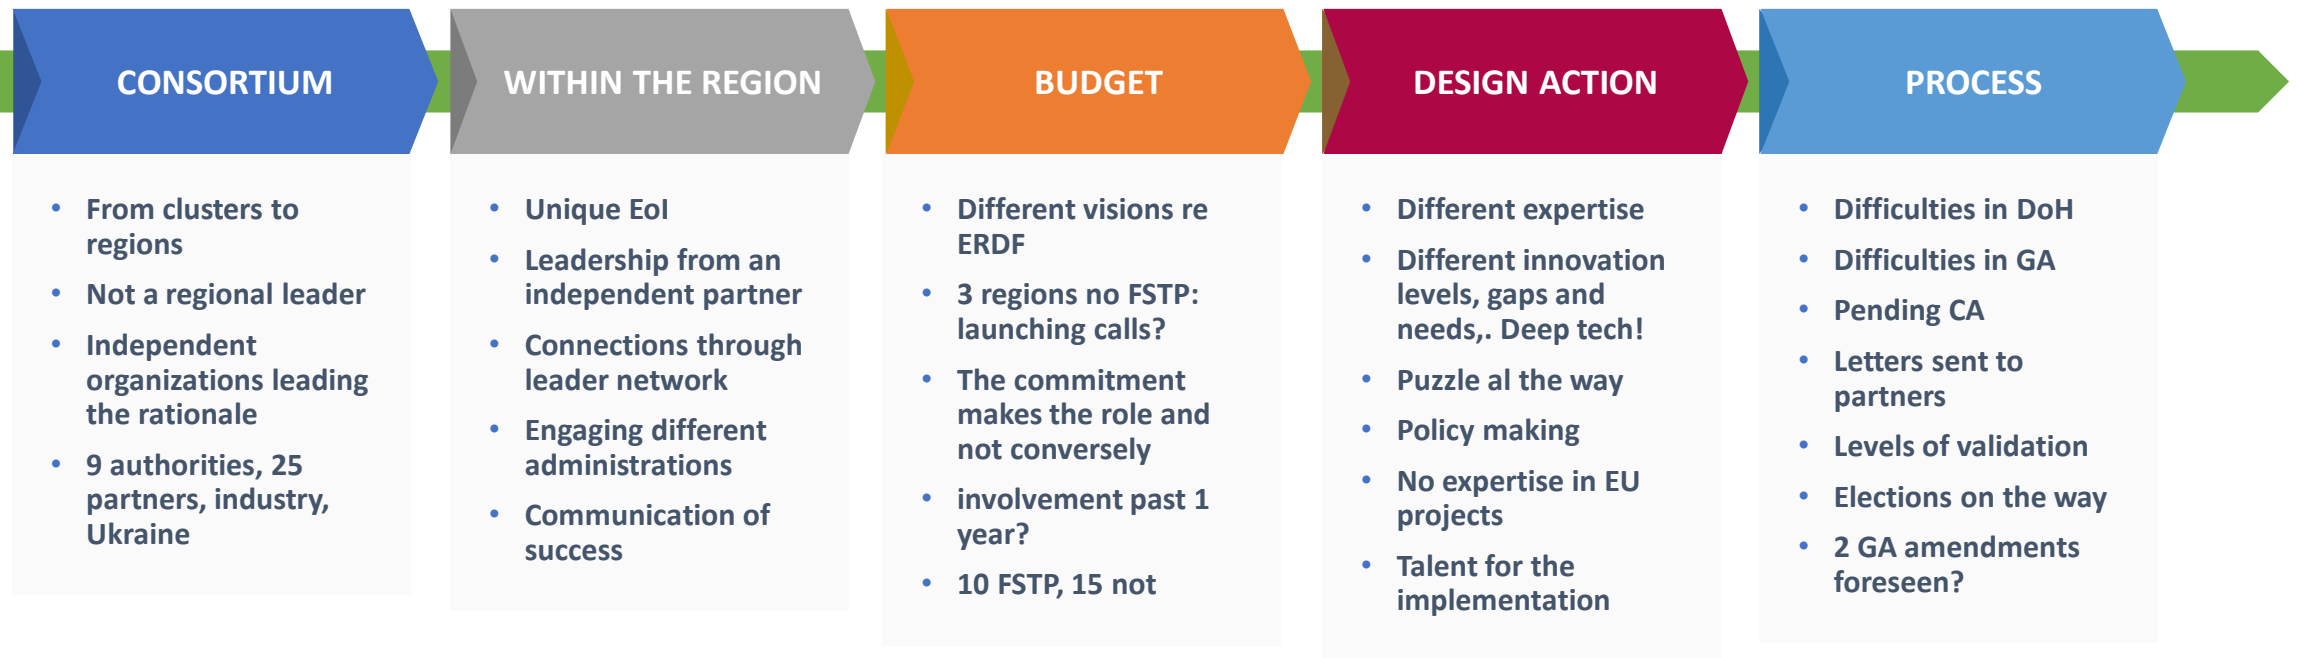 CONSORTIUM
• From clusters to
regions
• Not a regional leader
• Independent
organizations leading
the rationale
• 9 authorities, 25
partners, industry,
Ukraine
WITHIN THE REGION
• Unique EoI
• Leadership from an
independent partner
• Connections through
leader network
• Engaging different
administrations
• Communication of
success
BUDGET
• Different visions re
ERDF
• 3 regions no FSTP:
launching calls?
• The commitment
makes the role and
not conversely
• involvement past 1
year?
• 10 FSTP, 15 not
DESIGN ACTION
• Different expertise
• Different innovation
levels, gaps and
needs,. Deep tech!
• Puzzle al the way
• Policy making
• No expertise in EU
projects
• Talent for the
implementation
PROCESS
• Difficulties in DoH
• Difficulties in GA
• Pending CA
• Letters sent to
partners
• Levels of validation
• Elections on the way
• 2 GA amendments
foreseen?